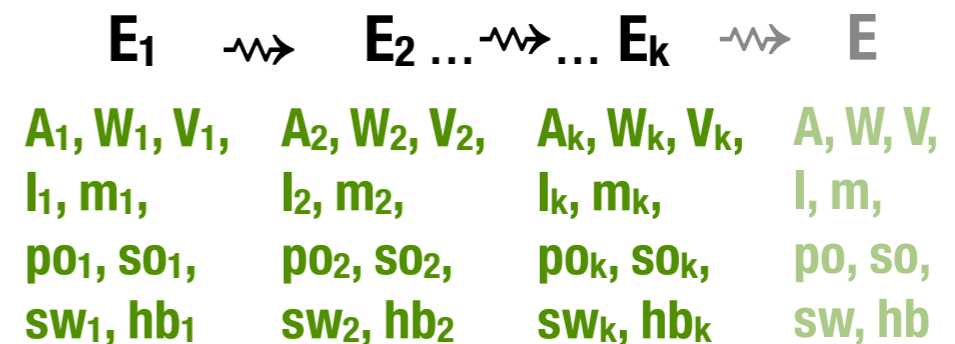 E₁ ⇝ E₂ ... ⇝ ... Eₖ ⇝ E
A₁, W₁, V₁, A₂, W₂, V₂, Aₖ, Wₖ, Vₖ, A, W, V,
l₁, m₁, l₂, m₂, lₖ, mₖ, l, m,
po₁, so₁, po₂, so₂, poₖ, soₖ, po, so,
sw₁, hb₁ sw₂, hb₂ swₖ, hbₖ sw, hb